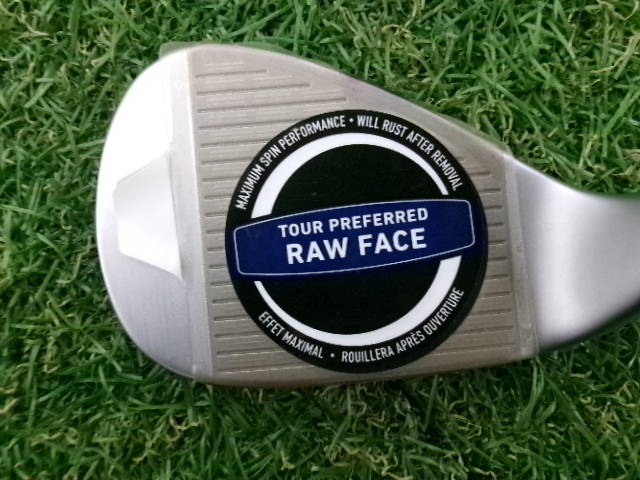 MAXIMUM SPIN PERFORMANCE • WILL RUST AFTER REMOVAL
TOUR PREFERRED
RAW FACE
EFFET MAXIMAL • ROUILLERA APRÈS OUVERTURE